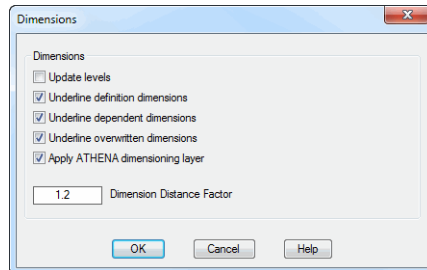 Dimensions
Dimensions
Update levels
Underline definition dimensions
Underline dependent dimensions
Underline overwritten dimensions
Apply ATHENA dimensioning layer
1.2 Dimension Distance Factor
OK Cancel Help